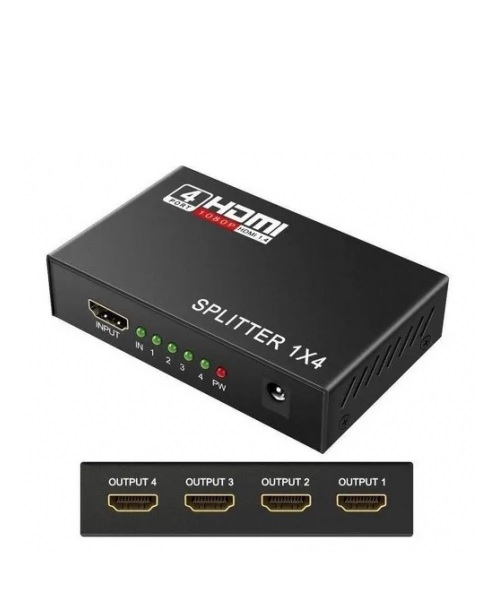 4 HDMI
PORT 1080P HDMI 1.4
SPLITTER 1X4
INPUT
IN 1 2 3 4 PW
OUTPUT 4 OUTPUT 3 OUTPUT 2 OUTPUT 1